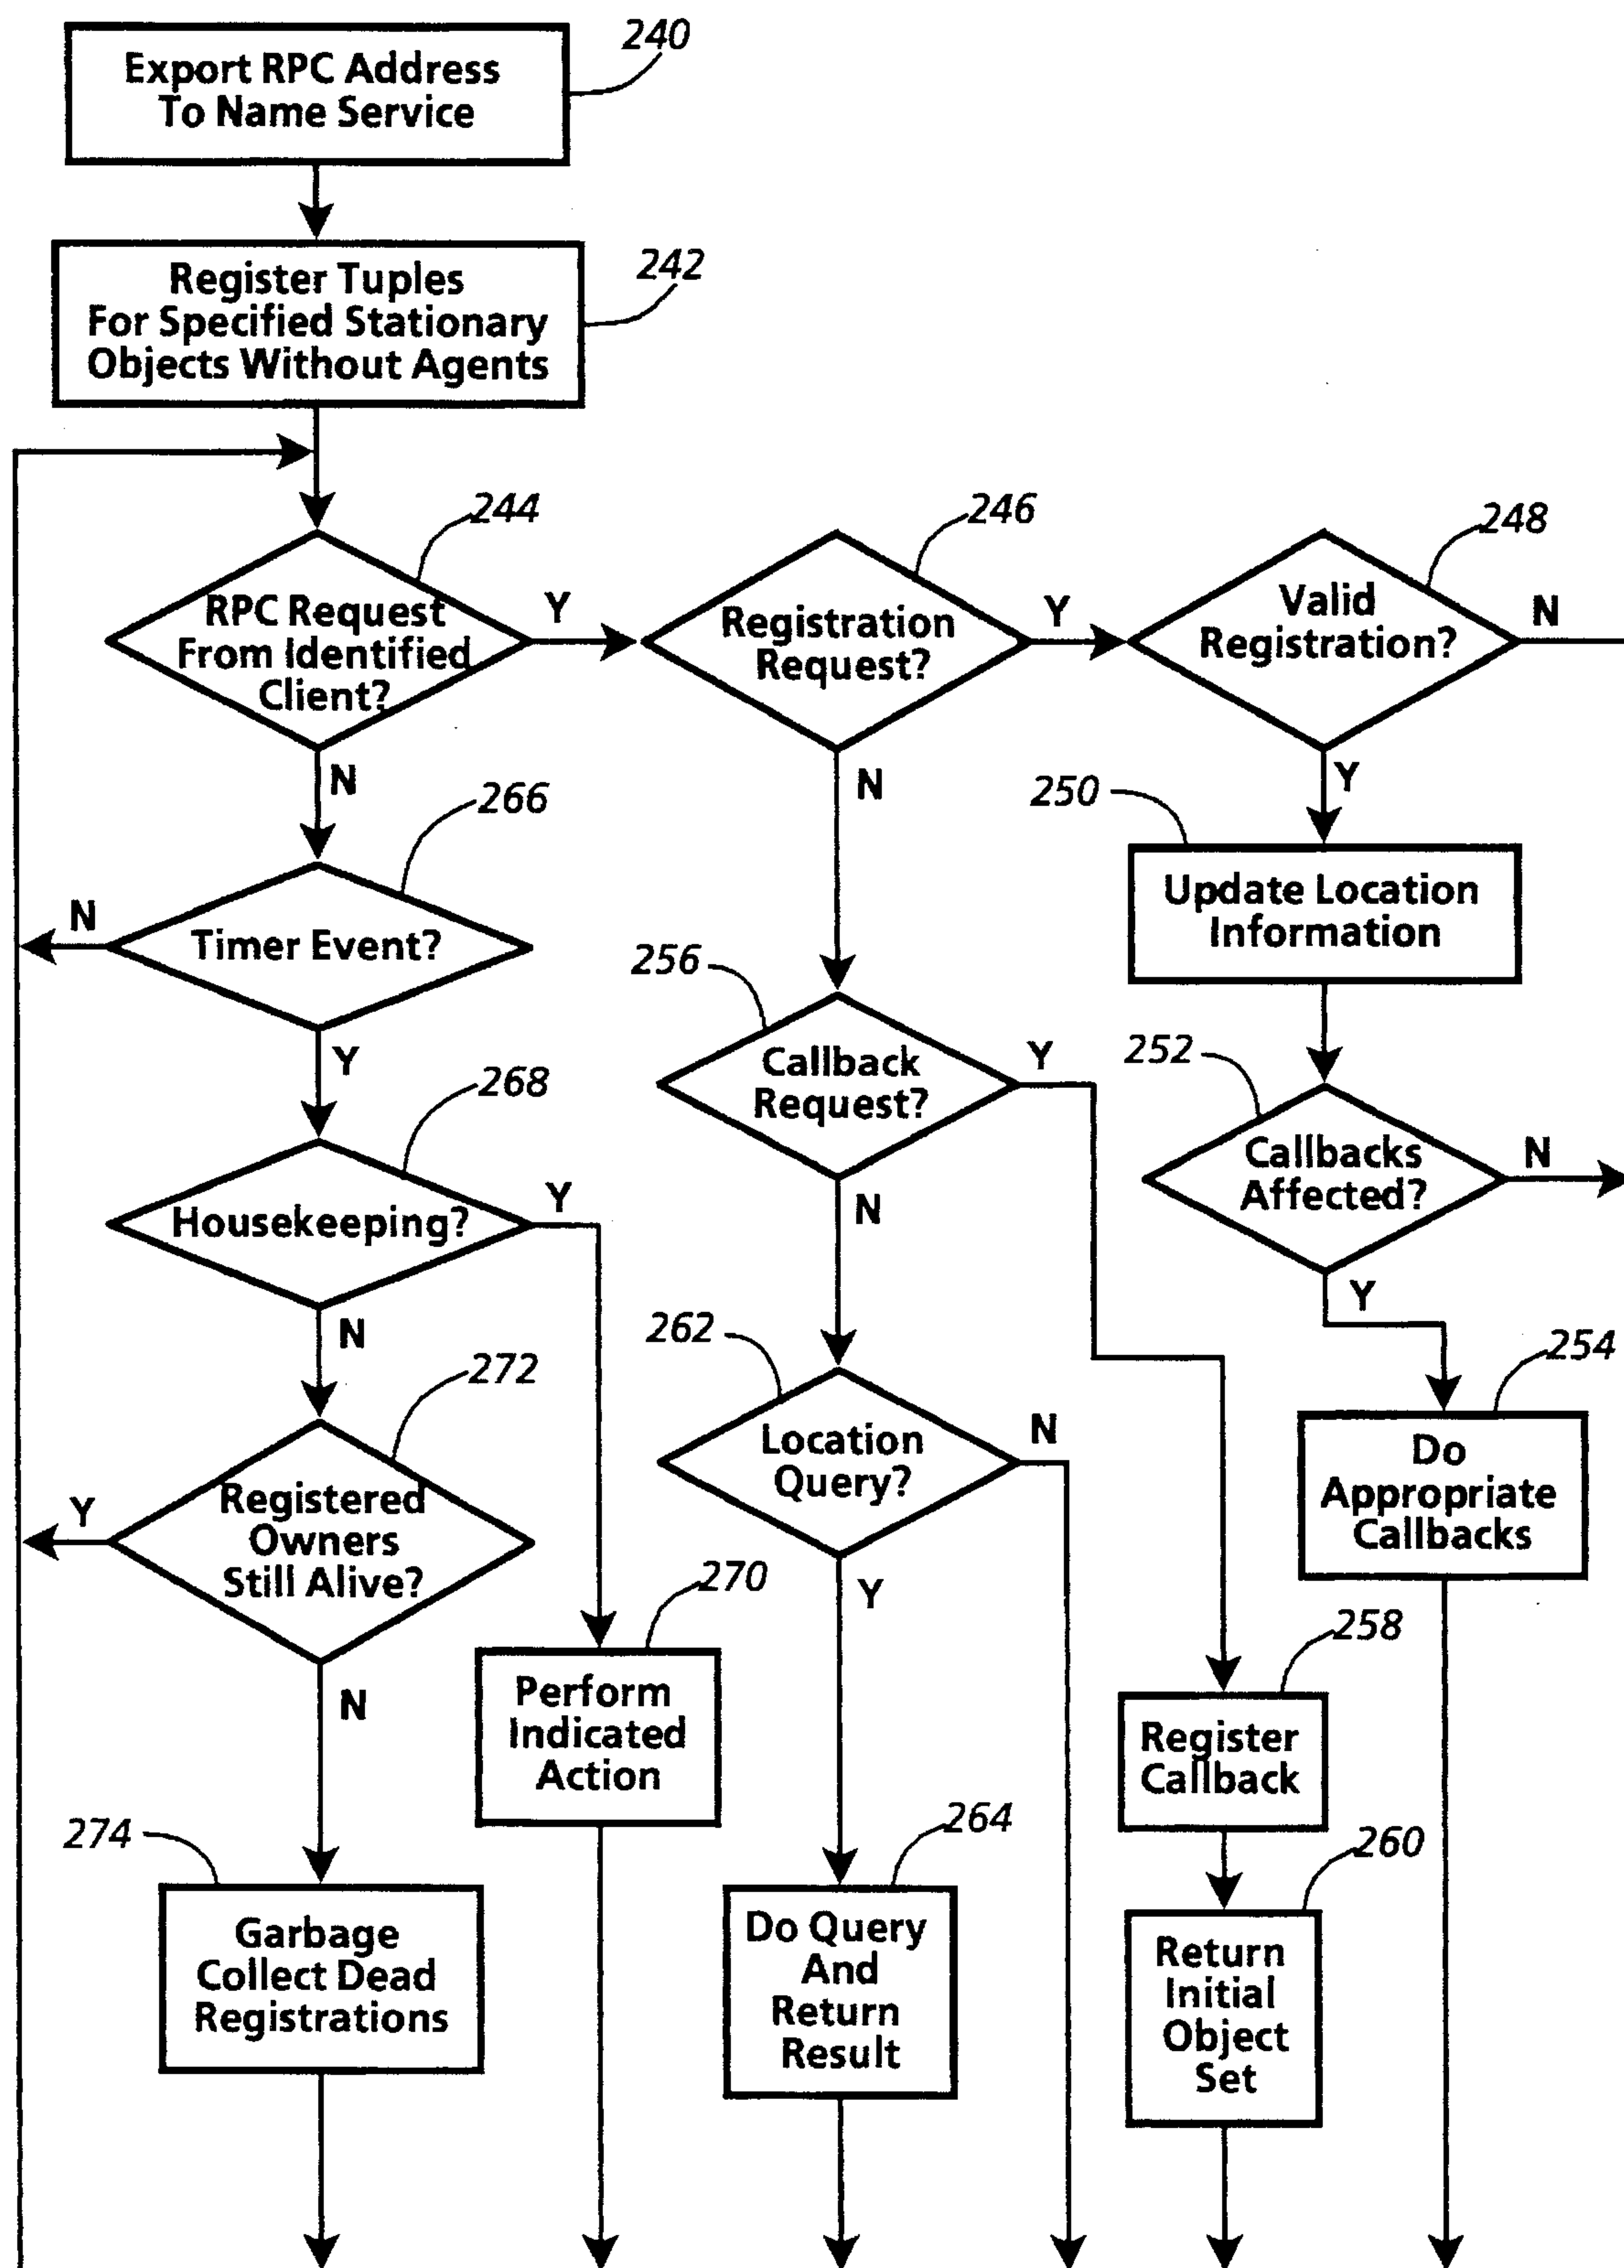 240
Export RPC Address
To Name Service
242
Register Tuples
For Specified Stationary
Objects Without Agents
244
RPC Request
From Identified
Client?
Y
N
246
Registration
Request?
Y
N
248
Valid
Registration?
N
Y
250
Update Location
Information
266
Timer Event?
N
Y
256
Callback
Request?
Y
N
252
Callbacks
Affected?
N
Y
268
Housekeeping?
Y
N
262
Location
Query?
N
Y
254
Do
Appropriate
Callbacks
272
Registered
Owners
Still Alive?
Y
N
270
Perform
Indicated
Action
258
Register
Callback
274
Garbage
Collect Dead
Registrations
264
Do Query
And
Return
Result
260
Return
Initial
Object
Set